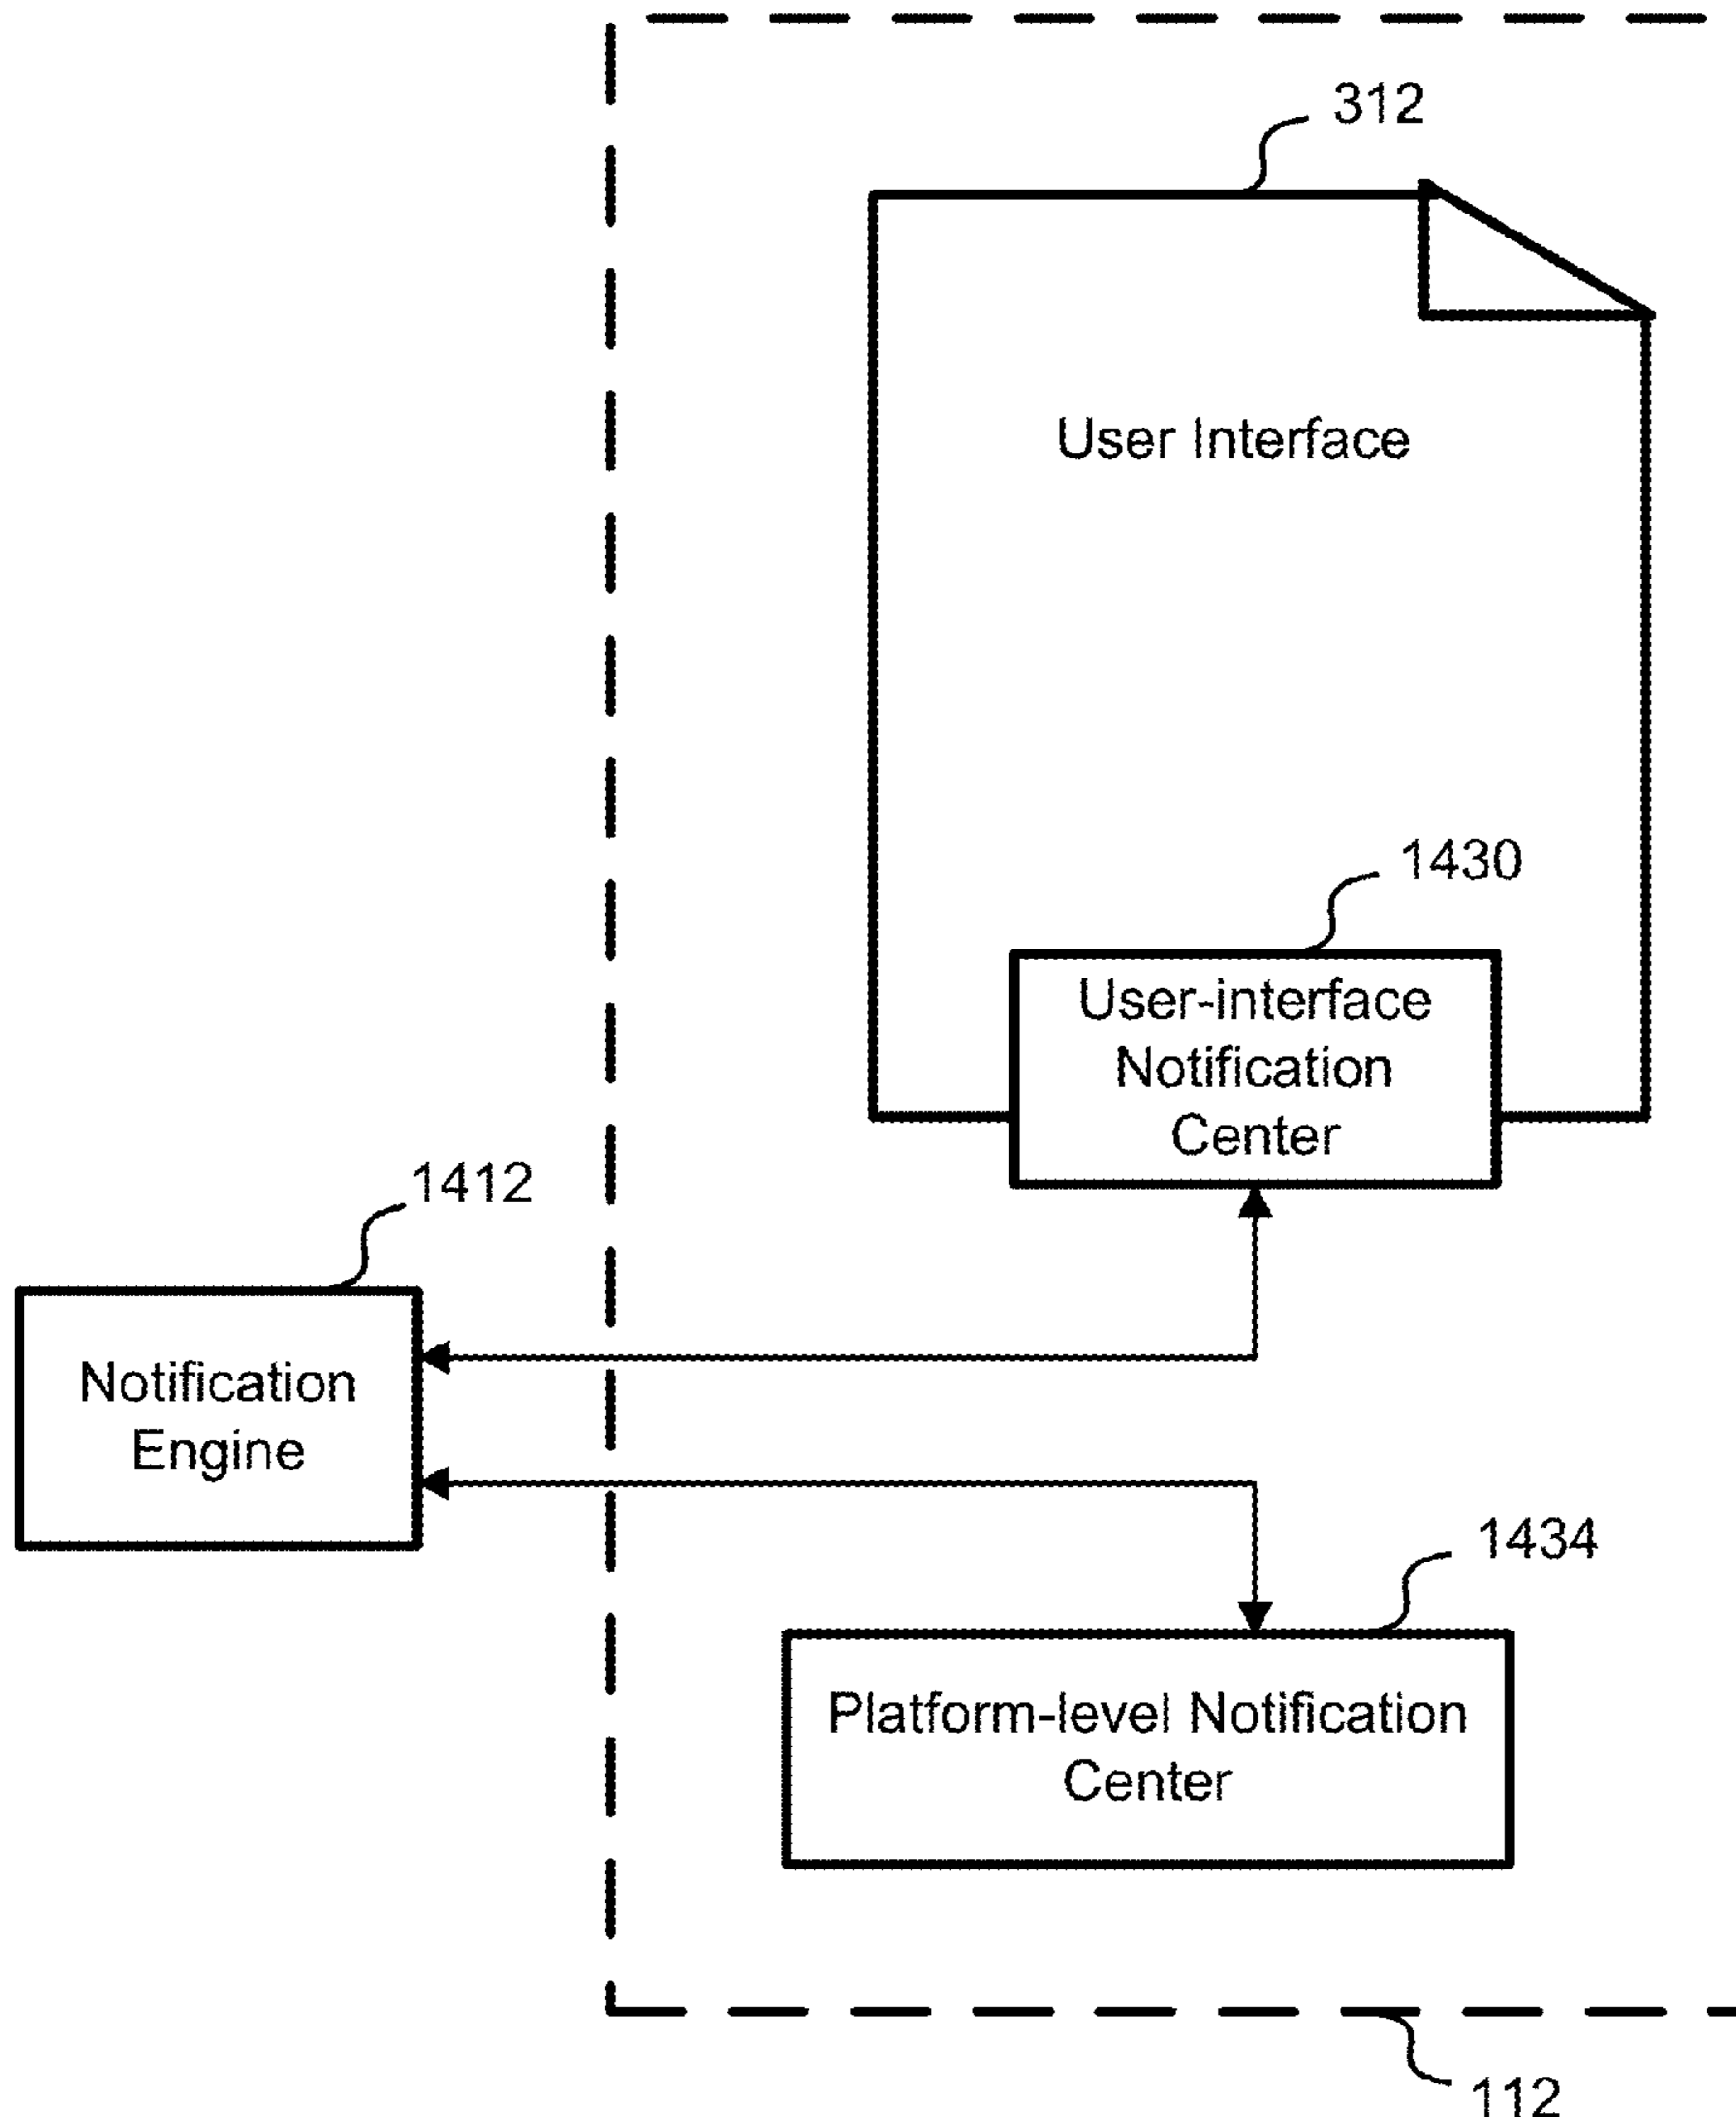 312
User Interface
1430
User-interface
Notification
Center
1412
Notification
Engine
1434
Platform-level Notification
Center
112